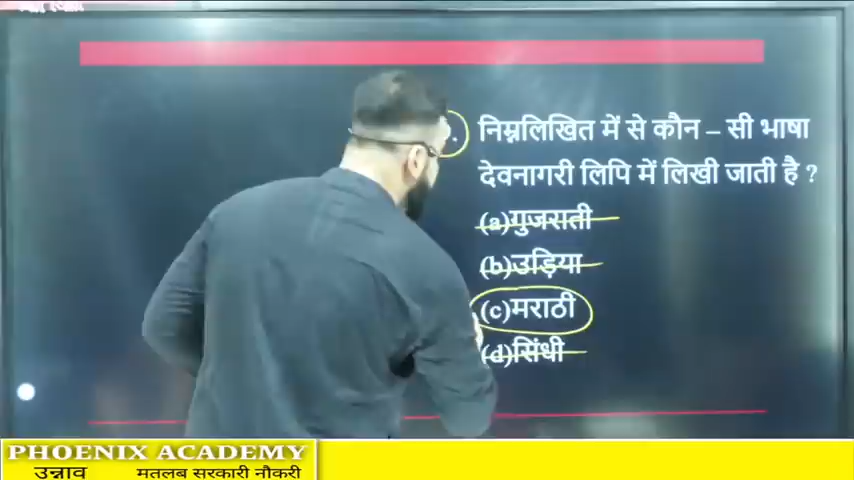 निम्नलिखित में से कौन – सी भाषा
देवनागरी लिपि में लिखी जाती है ?
(a)गुजराती
(b)उड़िया
(c)मराठी
(d)सिंधी
PHOENIX ACADEMY
उन्नाव मतलब सरकारी नौकरी